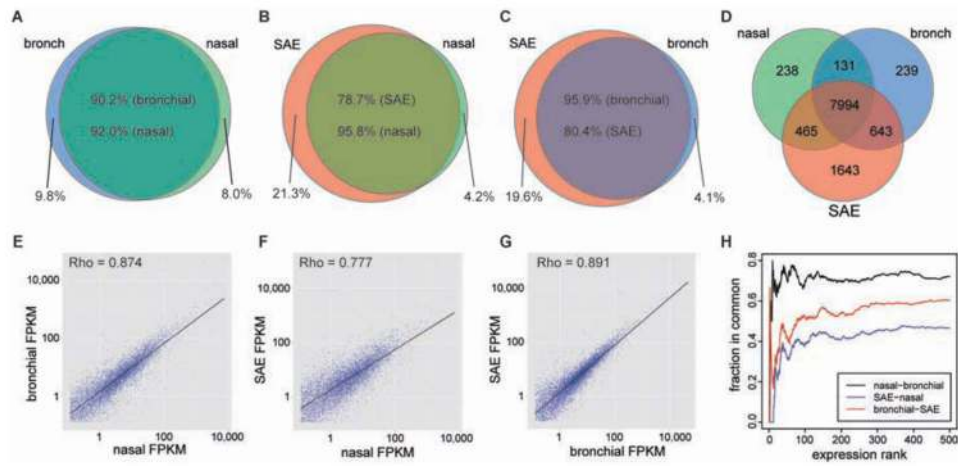 A
bronch
nasal
90.2% (bronchial)
92.0% (nasal)
9.8%
8.0%
B
SAE
nasal
78.7% (SAE)
95.8% (nasal)
21.3%
4.2%
C
SAE
bronch
95.9% (bronchial)
80.4% (SAE)
19.6%
4.1%
D
nasal
bronch
238
131
239
7994
465
643
1643
SAE
E
Rho = 0.874
10,000
100
1
bronchial FPKM
1
100
10,000
nasal FPKM
F
Rho = 0.777
10,000
100
1
SAE FPKM
1
100
10,000
nasal FPKM
G
Rho = 0.891
10,000
100
1
SAE FPKM
1
100
10,000
bronchial FPKM
H
fraction in common
0.8
0.6
0.4
0.2
0.0
nasal-bronchial
SAE-nasal
bronchial-SAE
0
100
200
300
400
500
expression rank